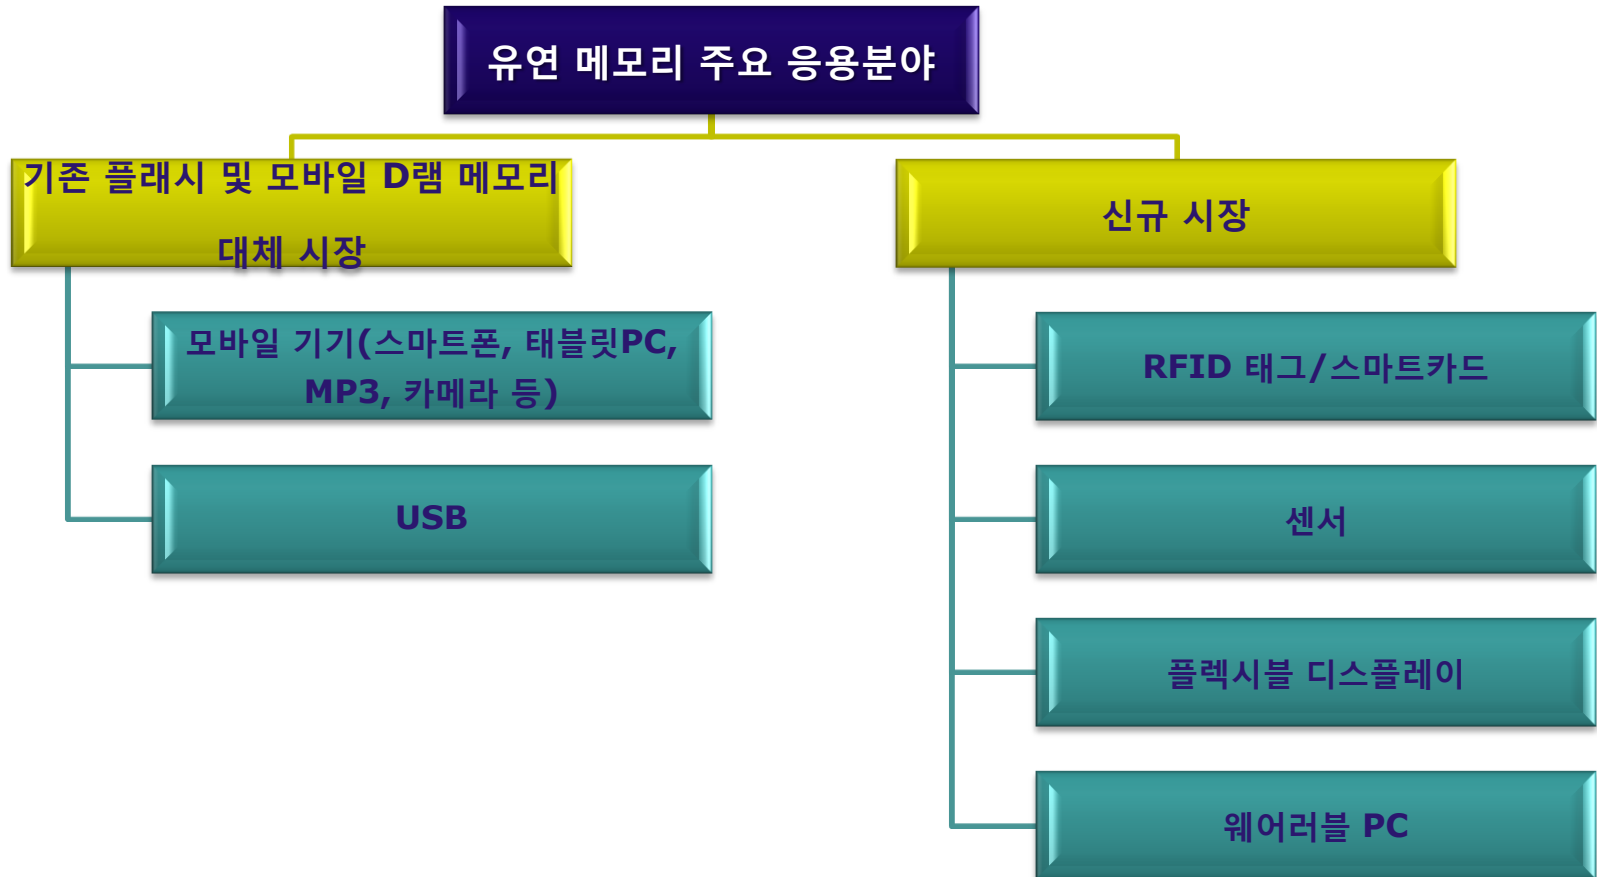 유연 메모리 주요 응용분야
기존 플래시 및 모바일 D램 메모리
대체 시장
모바일 기기(스마트폰, 태블릿PC,
MP3, 카메라 등)
USB
신규 시장
RFID 태그/스마트카드
센서
플렉시블 디스플레이
웨어러블 PC